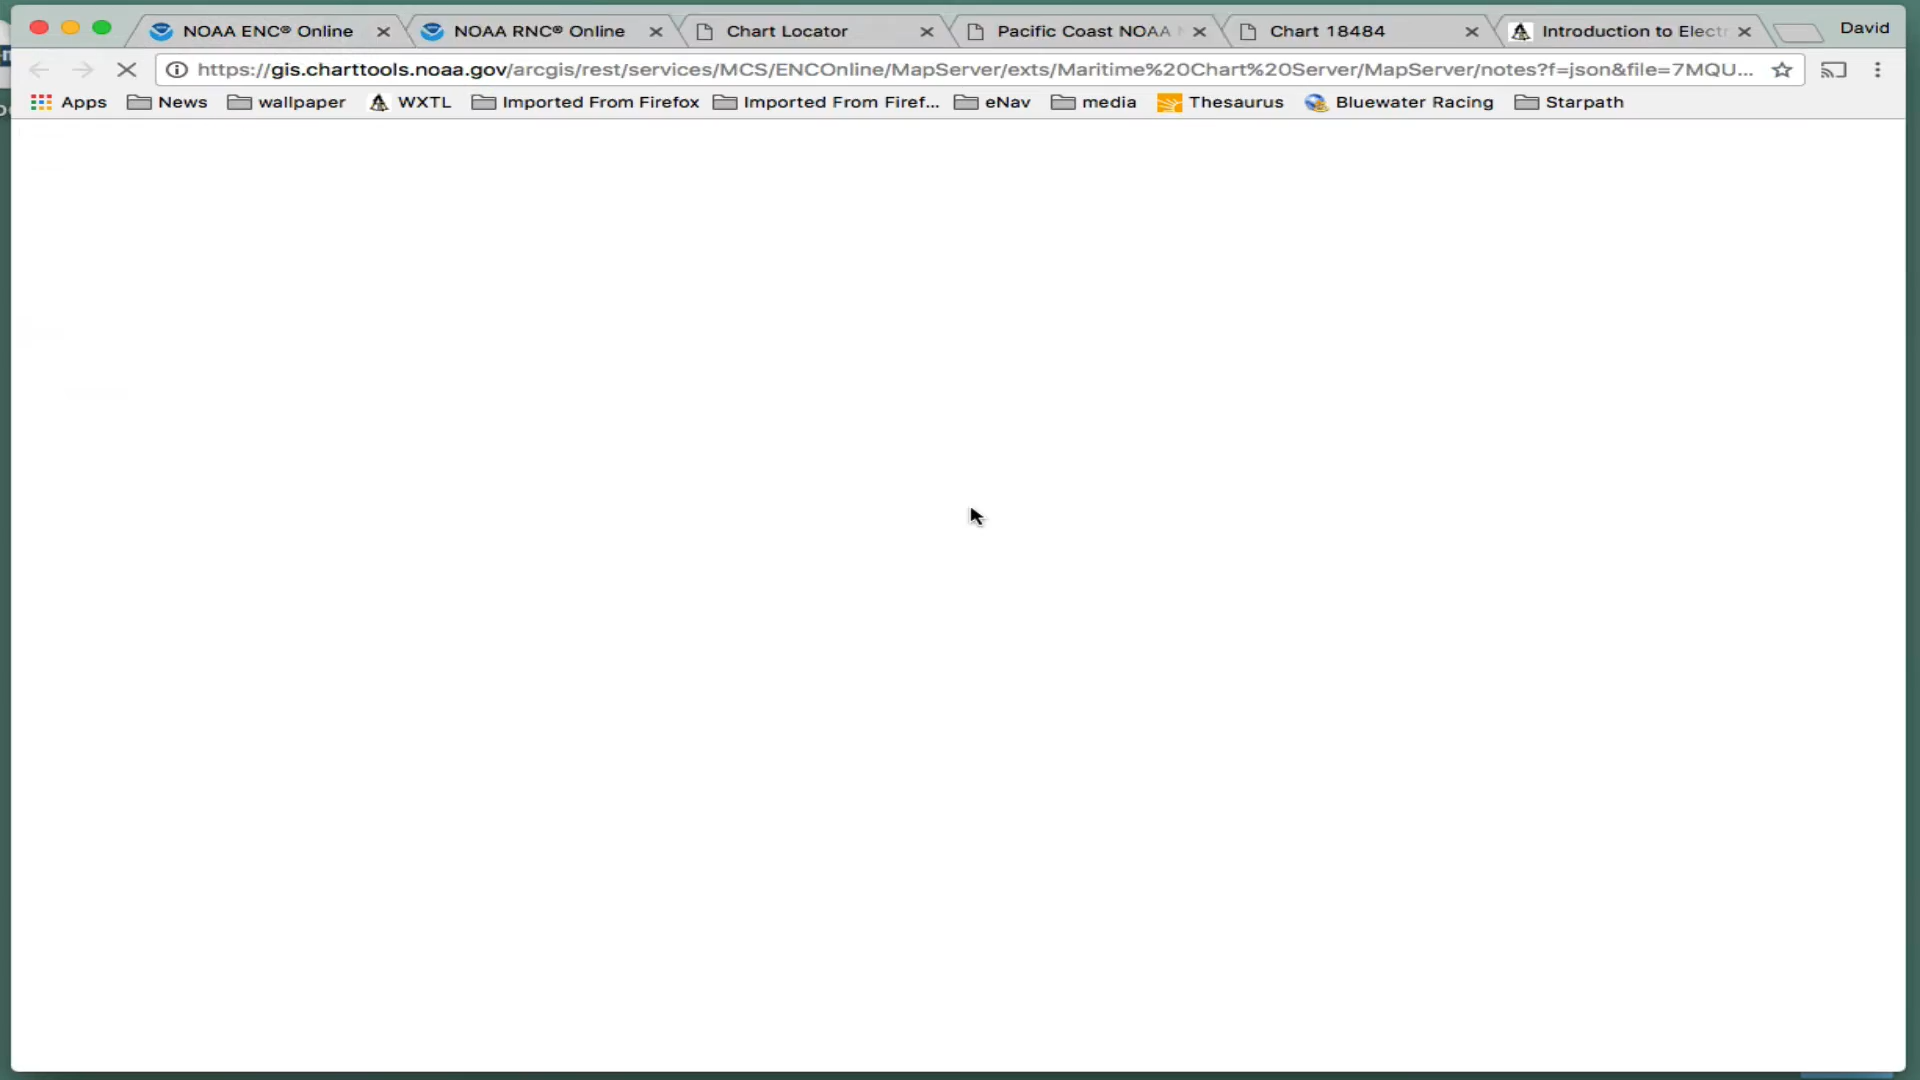 NOAA ENC® Online
NOAA RNC® Online
Chart Locator
Pacific Coast NOAA
Chart 18484
Introduction to Elect
David
https://gis.charttools.noaa.gov/arcgis/rest/services/MCS/ENCOnline/MapServer/exts/Maritime%20Chart%20Server/MapServer/notes?f=json&file=7MQU...
Apps News wallpaper WXTL Imported From Firefox Imported From Firef... eNav media Thesaurus Bluewater Racing Starpath